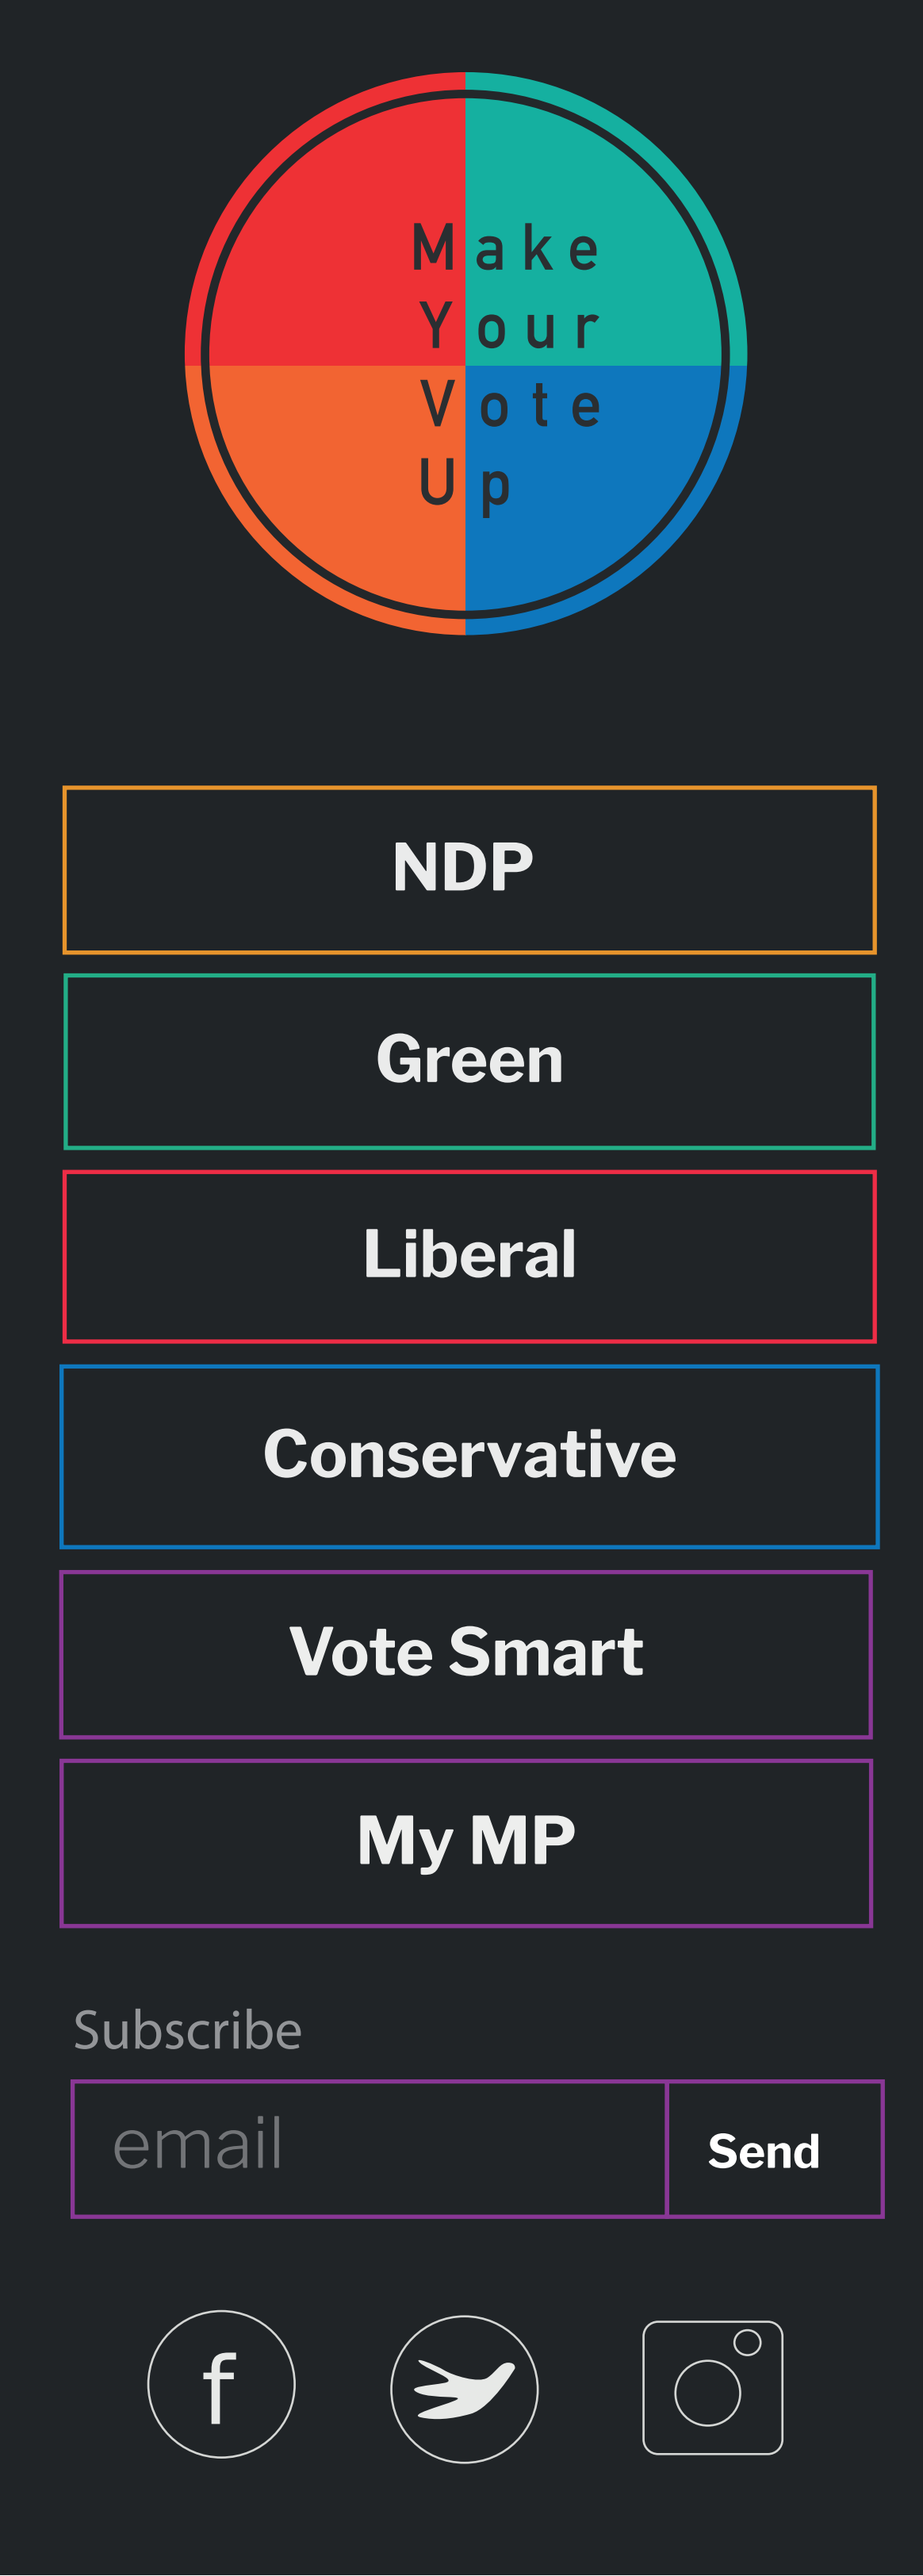 Make
Your
Vote
Up
NDP
Green
Liberal
Conservative
Vote Smart
My MP
Subscribe
email
Send
f